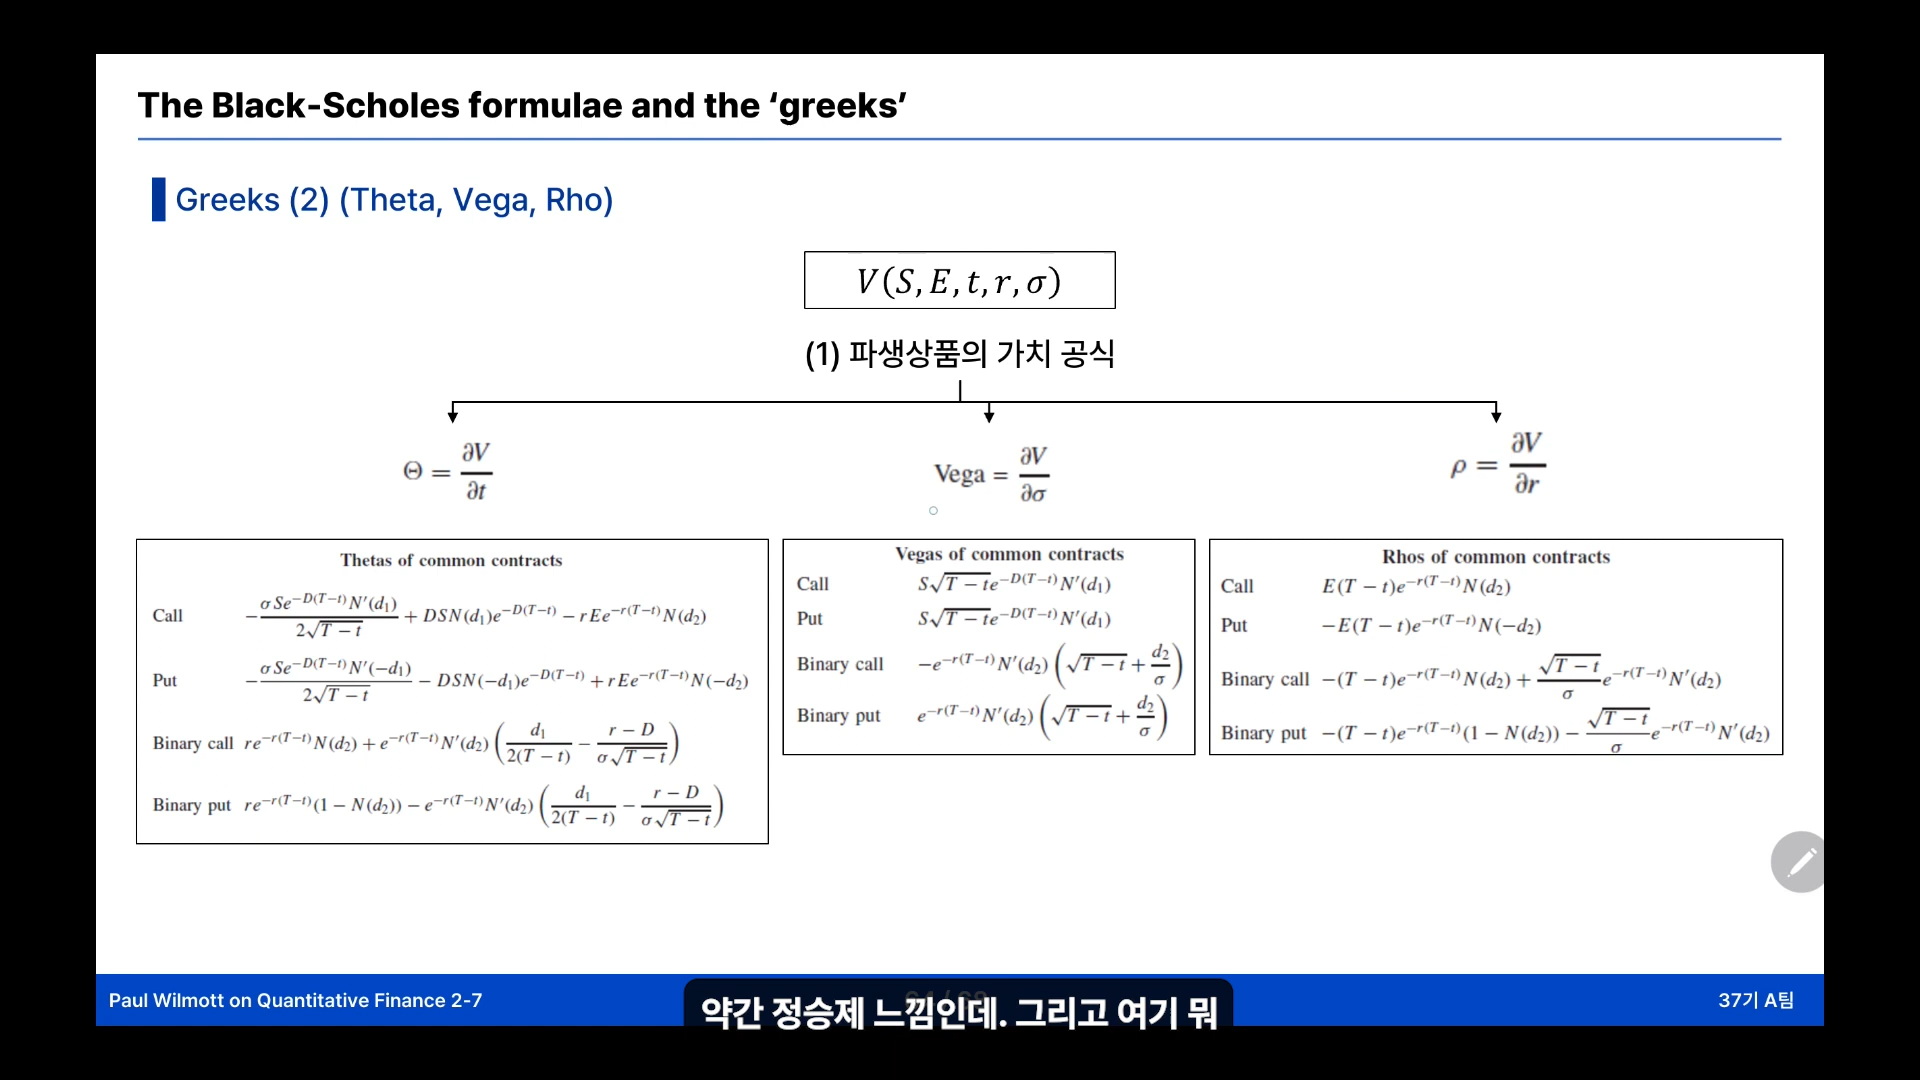 The Black-Scholes formulae and the ‘greeks’
Greeks (2) (Theta, Vega, Rho)
V(S, E, t, r, σ)
(1) 파생상품의 가치 공식
Θ = ∂V/∂t
Vega = ∂V/∂σ
ρ = ∂V/∂r
Thetas of common contracts
Call −(σSe^{−D(T−t)}N′(d₁))/(2√(T−t)) + DSN(d₁)e^{−D(T−t)} − rEe^{−r(T−t)}N(d₂)
Put −(σSe^{−D(T−t)}N′(−d₁))/(2√(T−t)) − DSN(−d₁)e^{−D(T−t)} + rEe^{−r(T−t)}N(−d₂)
Binary call re^{−r(T−t)}N(d₂) + e^{−r(T−t)}N′(d₂)(d₁/(2(T−t)) − (r−D)/(σ√(T−t)))
Binary put re^{−r(T−t)}(1 − N(d₂)) − e^{−r(T−t)}N′(d₂)(d₁/(2(T−t)) − (r−D)/(σ√(T−t)))
Vegas of common contracts
Call S√(T−t)e^{−D(T−t)}N′(d₁)
Put S√(T−t)e^{−D(T−t)}N′(d₁)
Binary call −e^{−r(T−t)}N′(d₂)(√(T−t) + d₂/σ)
Binary put e^{−r(T−t)}N′(d₂)(√(T−t) + d₂/σ)
Rhos of common contracts
Call E(T − t)e^{−r(T−t)}N(d₂)
Put −E(T − t)e^{−r(T−t)}N(−d₂)
Binary call −(T − t)e^{−r(T−t)}N(d₂) + (√(T−t)/σ)e^{−r(T−t)}N′(d₂)
Binary put −(T − t)e^{−r(T−t)}(1 − N(d₂)) − (√(T−t)/σ)e^{−r(T−t)}N′(d₂)
Paul Wilmott on Quantitative Finance 2-7
37기 A팀
약간 정승제 느낌인데. 그리고 여기 뭐